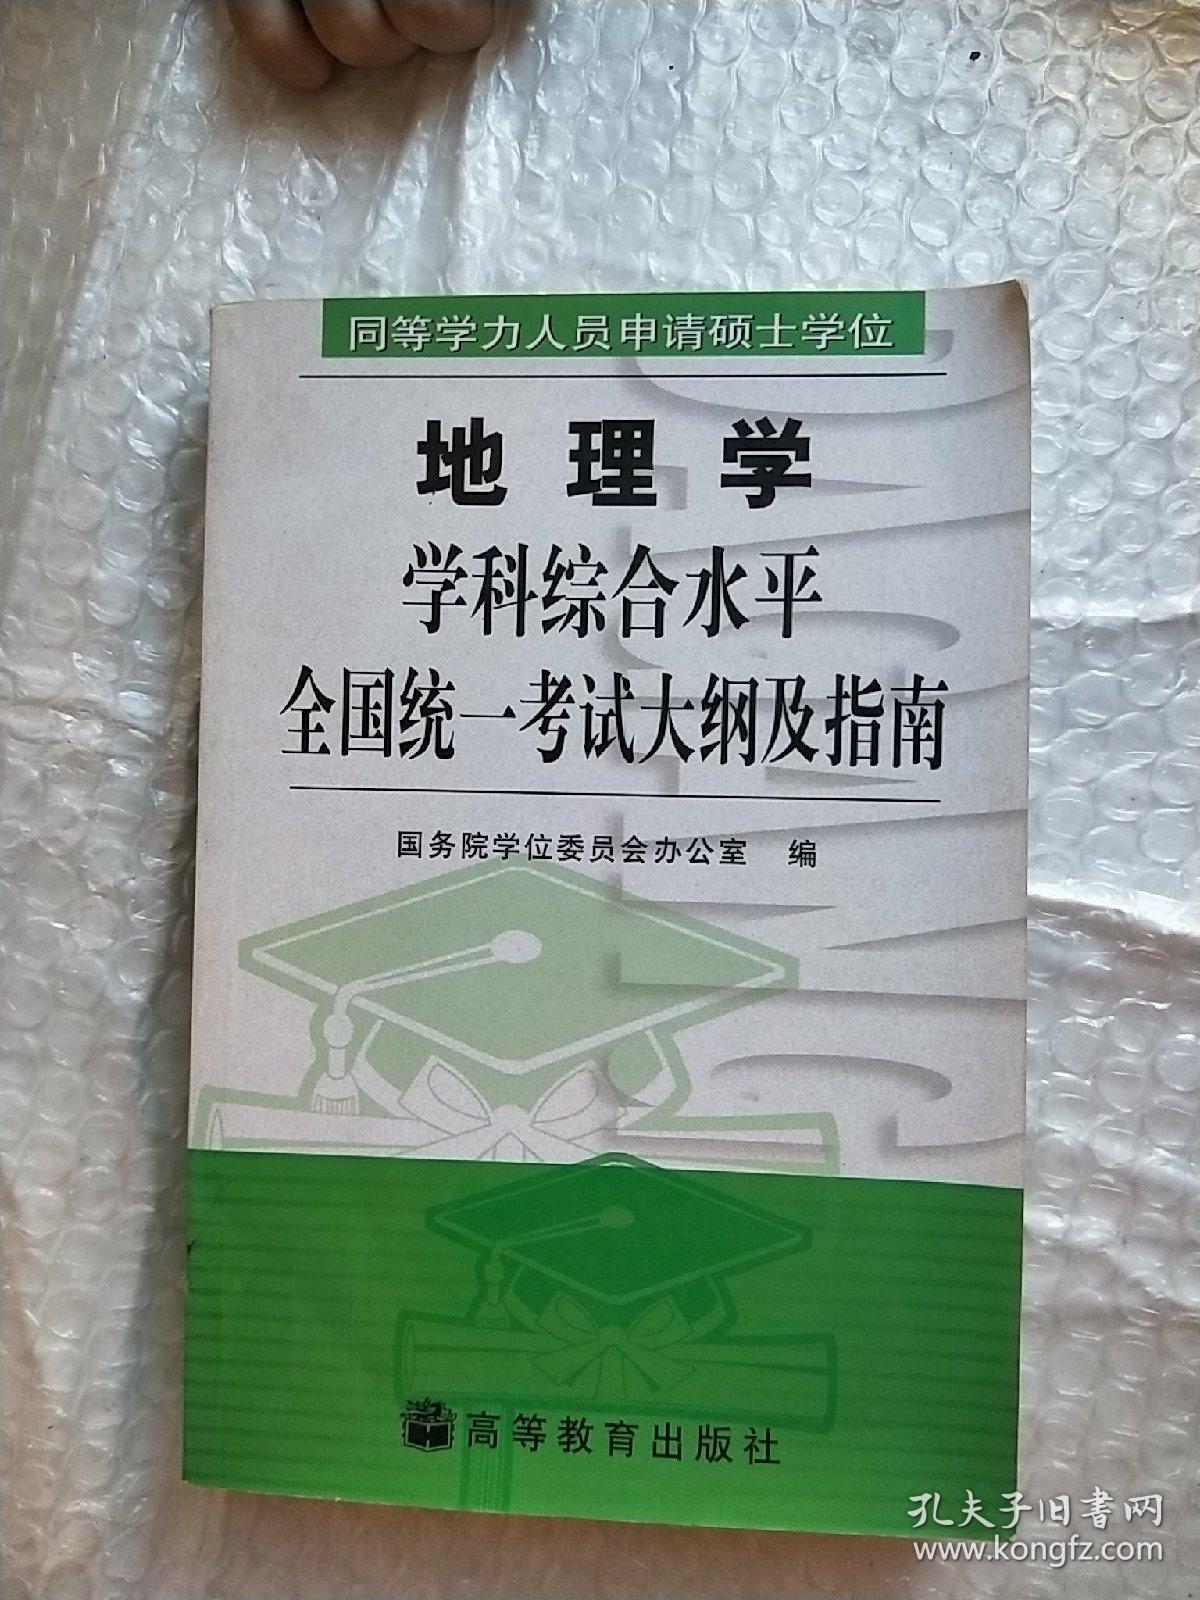 同等学力人员申请硕士学位
地理学
学科综合水平
全国统一考试大纲及指南
国务院学位委员会办公室 编
高等教育出版社
孔夫子旧书网
www.kongfz.com